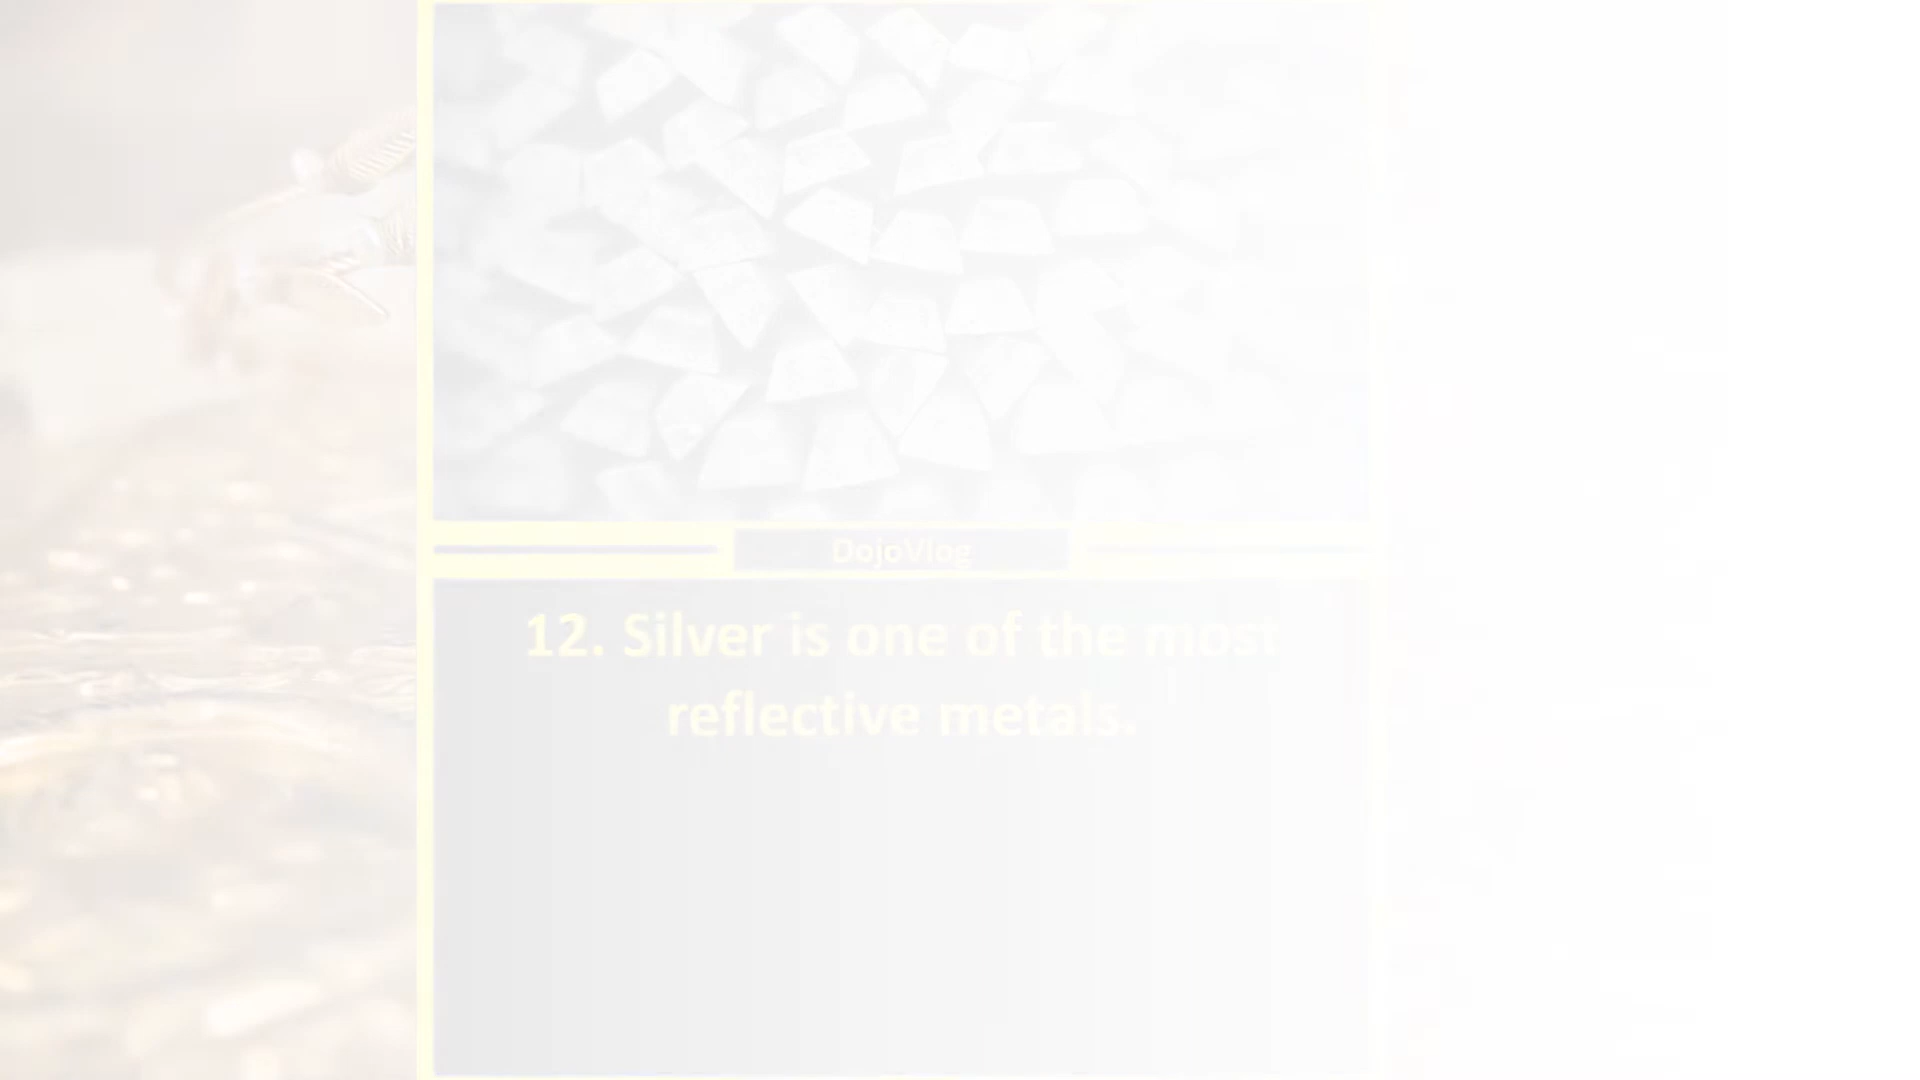 DojoVlog
12. Silver is one of the most
reflective metals.